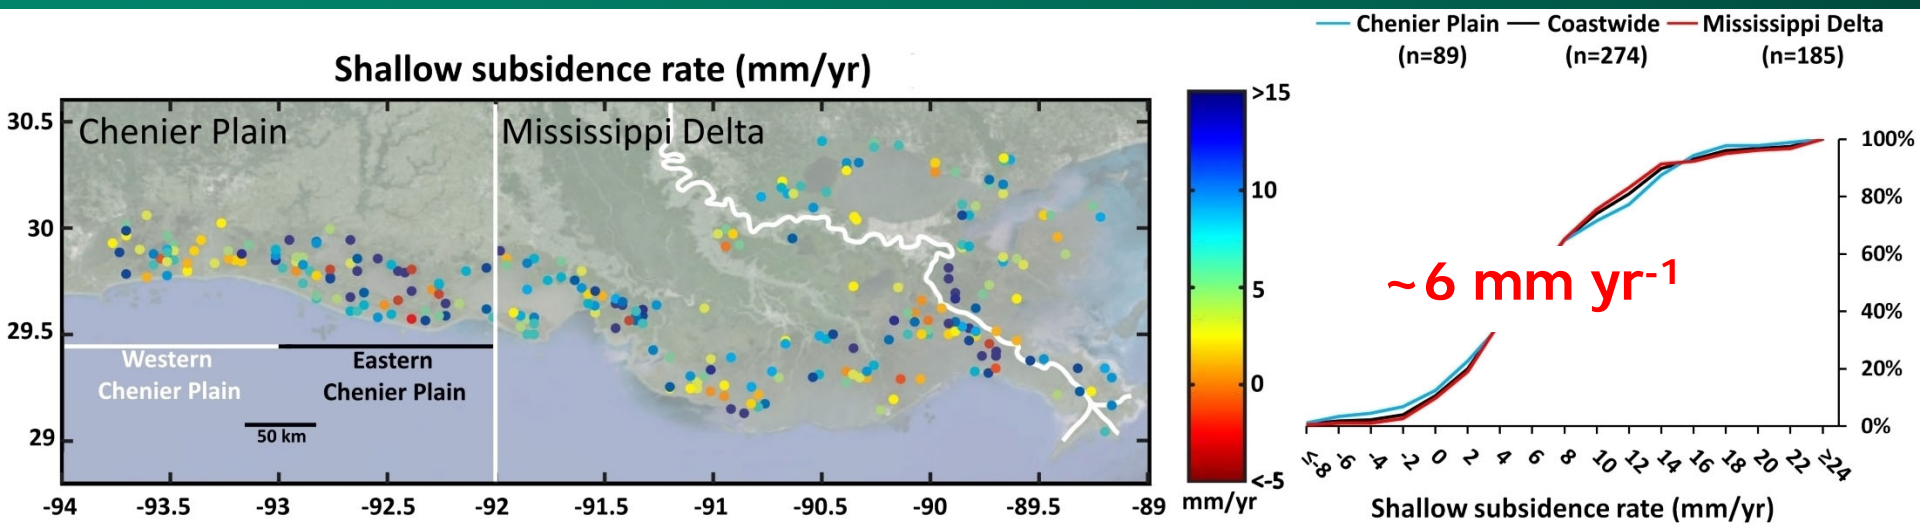 Shallow subsidence rate (mm/yr)
Chenier Plain
Mississippi Delta
30.5
30
29.5
29
Western
Chenier Plain
Eastern
Chenier Plain
50 km
-94
-93.5
-93
-92.5
-92
-91.5
-91
-90.5
-90
-89.5
-89
>15
10
5
0
<-5
mm/yr
Chenier Plain
(n=89)
Coastwide
(n=274)
Mississippi Delta
(n=185)
100%
80%
60%
40%
20%
0%
~6 mm yr-1
≤-8
-6
-4
-2
0
2
4
6
8
10
12
14
16
18
20
22
≥24
Shallow subsidence rate (mm/yr)